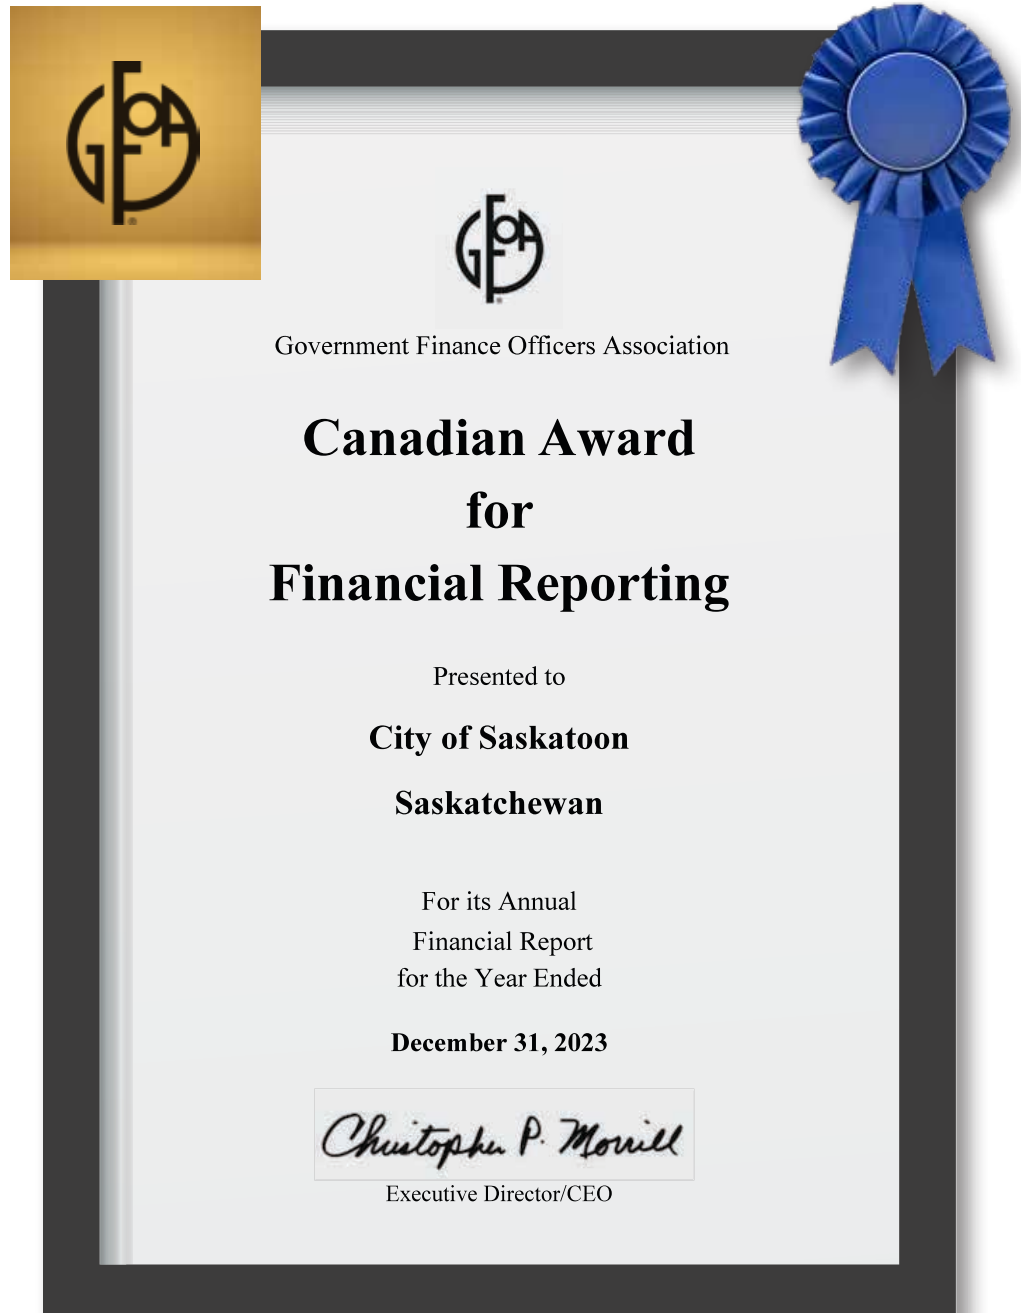 GFOA
®
GFOA
®
Government Finance Officers Association
Canadian Award
for
Financial Reporting
Presented to
City of Saskatoon
Saskatchewan
For its Annual
Financial Report
for the Year Ended
December 31, 2023
Christopher P. Morrill
Executive Director/CEO